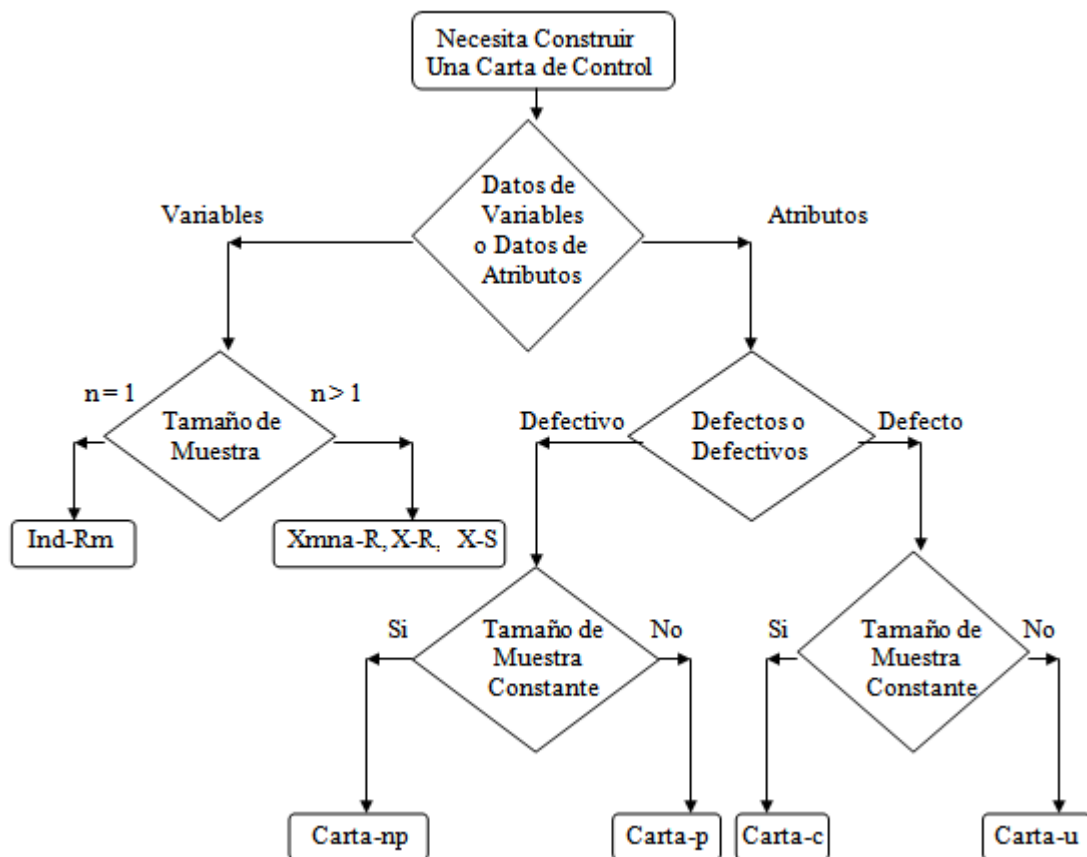 Necesita Construir
Una Carta de Control
Datos de
Variables
o Datos de
Atributos
Variables
Atributos
n = 1
Tamaño de
Muestra
n > 1
Defectivo
Defectos o
Defectivos
Defecto
Ind-Rm
Xmna-R, X-R, X-S
Si
Tamaño de
Muestra
Constante
No
Si
Tamaño de
Muestra
Constante
No
Carta-np
Carta-p
Carta-c
Carta-u